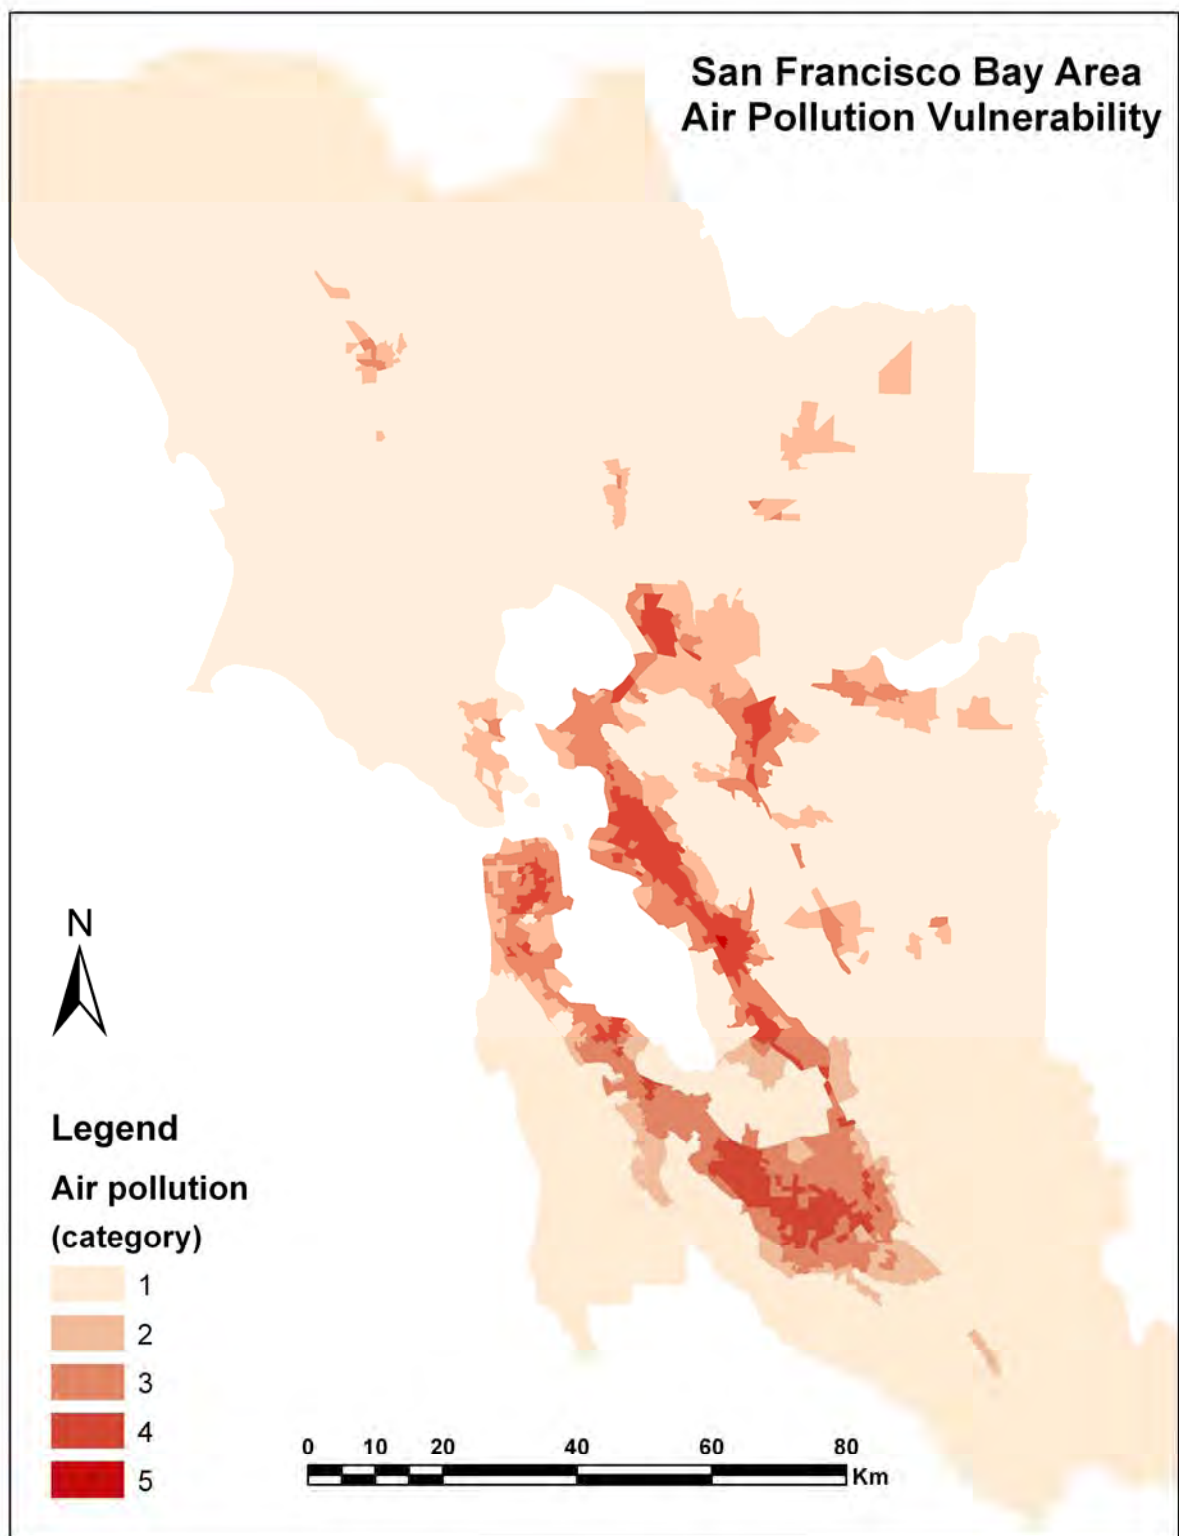 San Francisco Bay Area
Air Pollution Vulnerability
N
Legend
Air pollution
(category)
1
2
3
4
5
0 10 20 40 60 80
Km